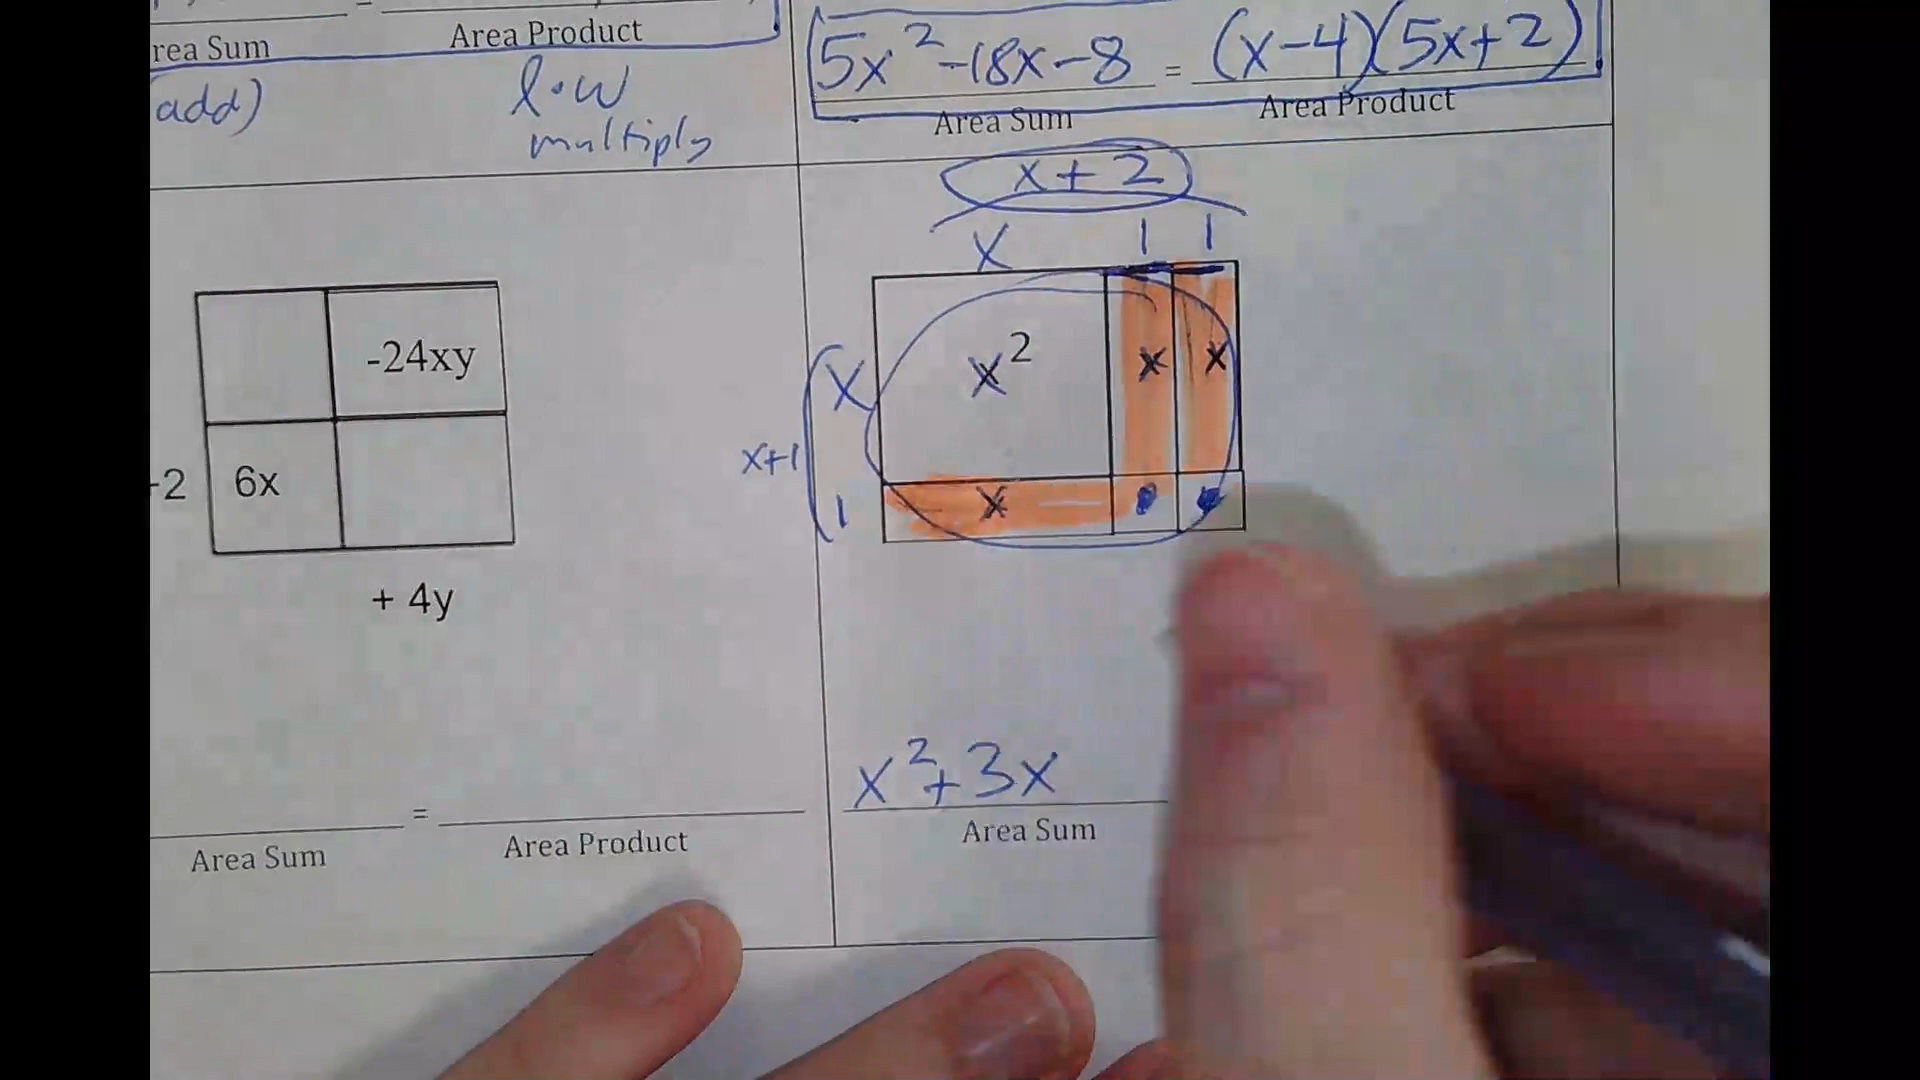 rea Sum = Area Product
add) l·w
multiply
5x²-18x-8 = (x-4)(5x+2)
Area Sum Area Product
-24xy
-2 6x
+ 4y
=
Area Sum Area Product
x+2
x 1 1
x x² x x
x+1
1 x
x²+3x
Area Sum